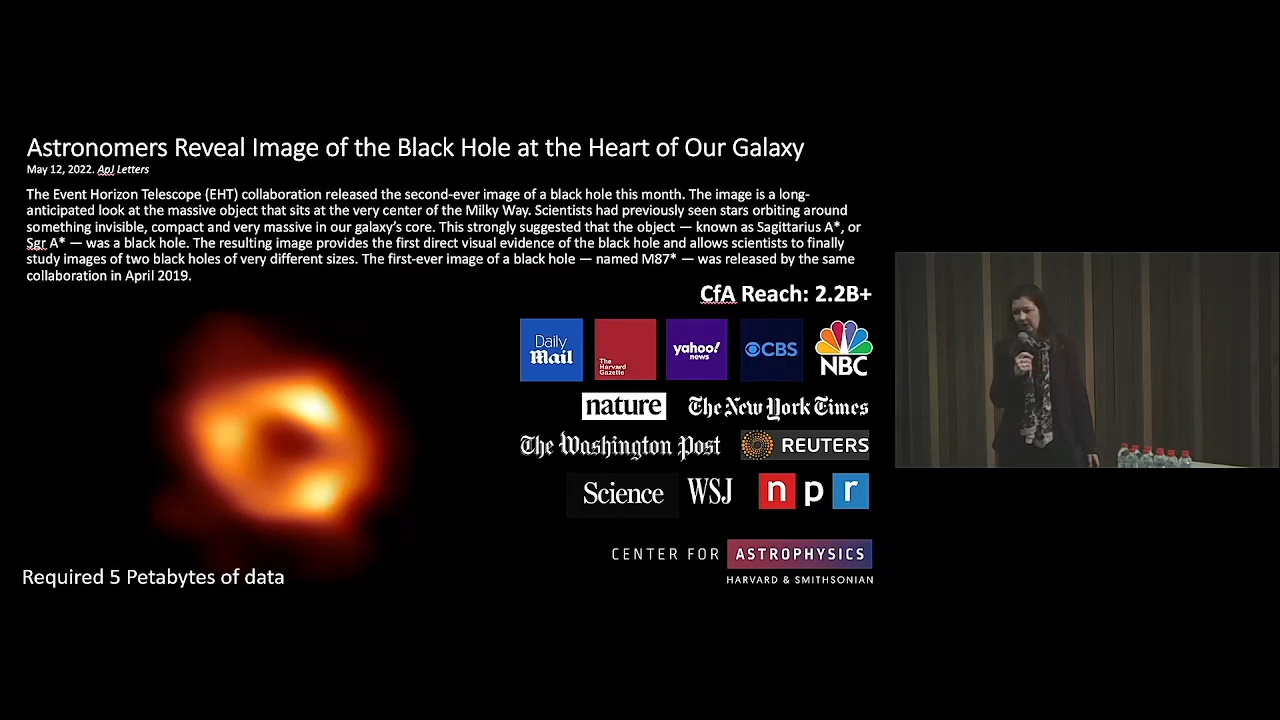 Astronomers Reveal Image of the Black Hole at the Heart of Our Galaxy
May 12, 2022. ApJ Letters
The Event Horizon Telescope (EHT) collaboration released the second-ever image of a black hole this month. The image is a long-
anticipated look at the massive object that sits at the very center of the Milky Way. Scientists had previously seen stars orbiting around
something invisible, compact and very massive in our galaxy's core. This strongly suggested that the object — known as Sagittarius A*, or
Sgr A* — was a black hole. The resulting image provides the first direct visual evidence of the black hole and allows scientists to finally
study images of two black holes of very different sizes. The first-ever image of a black hole — named M87* — was released by the same
collaboration in April 2019.
CfA Reach: 2.2B+
Daily
Mail
The
Harvard
Gazette
yahoo!
news
CBS
NBC
nature
The New York Times
The Washington Post
REUTERS
Science
WSJ
n p r
CENTER FOR ASTROPHYSICS
HARVARD & SMITHSONIAN
Required 5 Petabytes of data